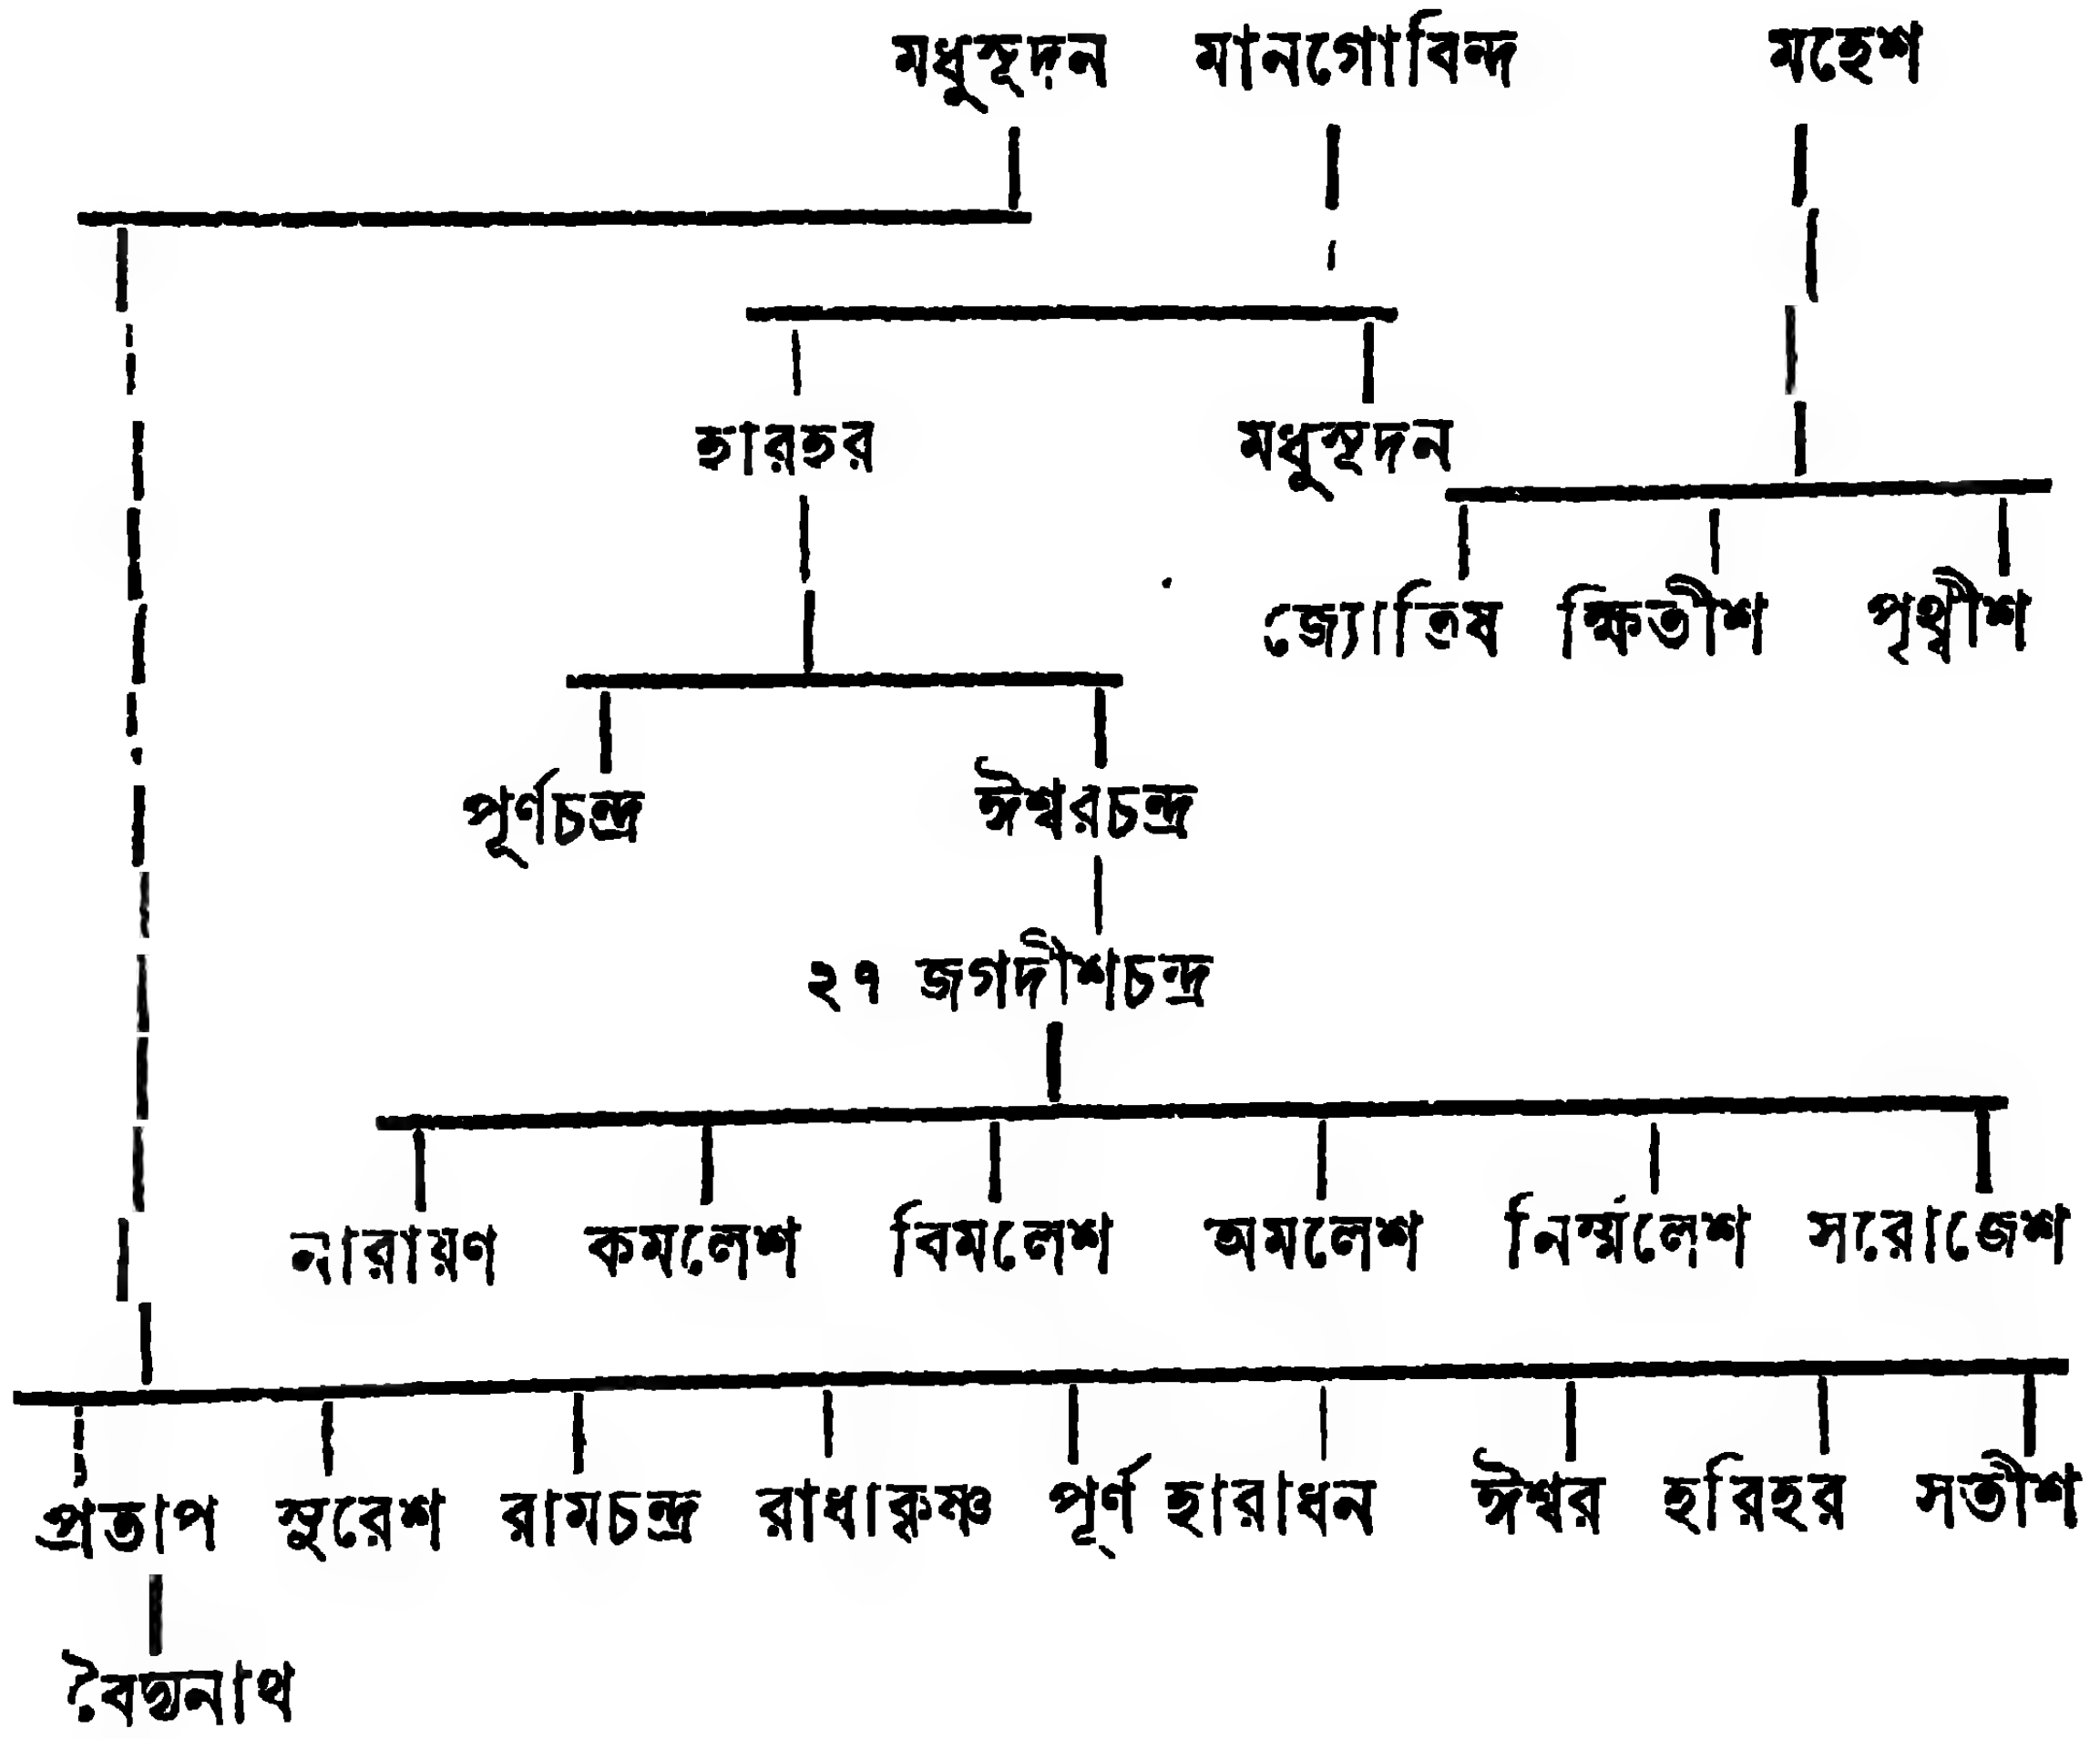 মধুসূদন মানগোবিন্দ মহেশ
হারহর মধুসূদন
জ্যোতিষ ক্ষিতীশ পৃথ্বীশ
পূর্ণচন্দ্র ঈশ্বরচন্দ্র
২৭ জগদীশচন্দ্র
নারায়ণ কমলেশ বিমলেশ অমলেশ নির্ম্মলেশ সরোজেশ
প্রতাপ সুরেশ রামচন্দ্র রাধাকৃষ্ণ পূর্ণ হারাধন ঈশ্বর হরিহর সতীশ
বৈদ্যনাথ